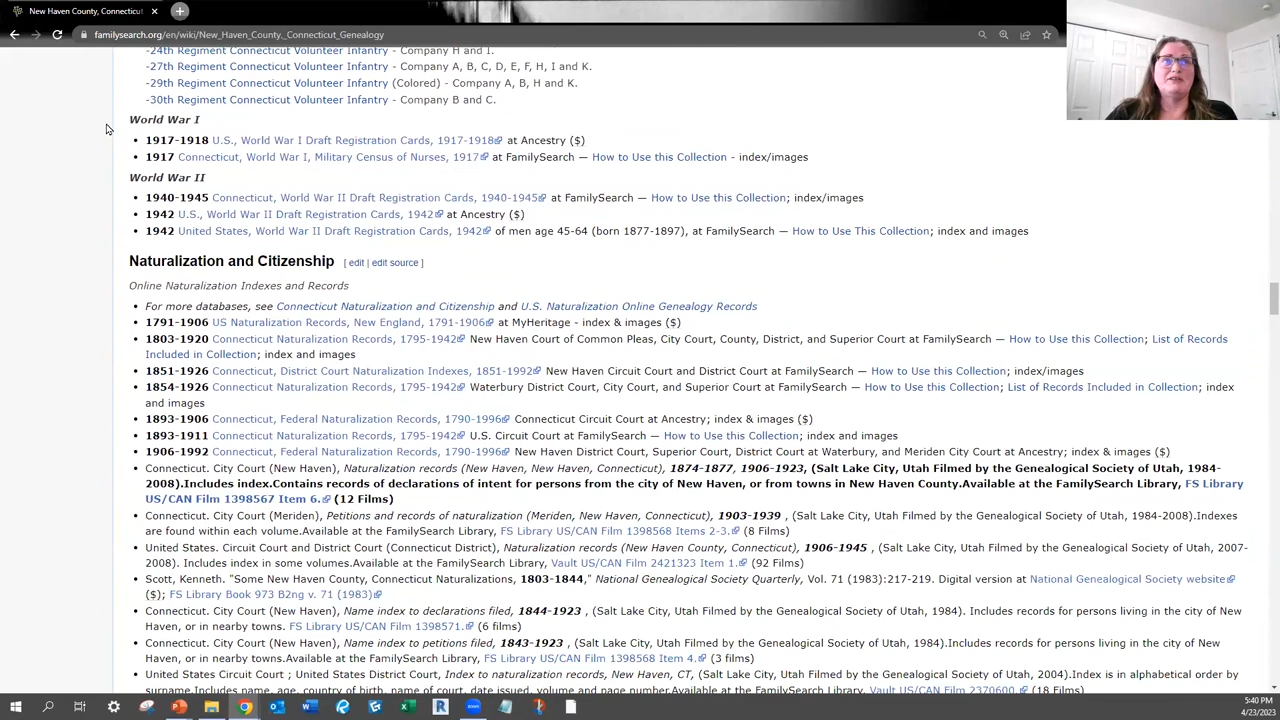 New Haven County, Connecticut
familysearch.org/en/wiki/New_Haven_County,_Connecticut_Genealogy
-24th Regiment Connecticut Volunteer Infantry - Company H and I.
-27th Regiment Connecticut Volunteer Infantry - Company A, B, C, D, E, F, H, I and K.
-29th Regiment Connecticut Volunteer Infantry (Colored) - Company A, B, H and K.
-30th Regiment Connecticut Volunteer Infantry - Company B and C.
World War I
1917-1918 U.S., World War I Draft Registration Cards, 1917-1918 at Ancestry ($)
1917 Connecticut, World War I, Military Census of Nurses, 1917 at FamilySearch — How to Use this Collection - index/images
World War II
1940-1945 Connecticut, World War II Draft Registration Cards, 1940-1945 at FamilySearch — How to Use this Collection; index/images
1942 U.S., World War II Draft Registration Cards, 1942 at Ancestry ($)
1942 United States, World War II Draft Registration Cards, 1942 of men age 45-64 (born 1877-1897), at FamilySearch — How to Use This Collection; index and images
Naturalization and Citizenship [ edit | edit source ]
Online Naturalization Indexes and Records
For more databases, see Connecticut Naturalization and Citizenship and U.S. Naturalization Online Genealogy Records
1791-1906 US Naturalization Records, New England, 1791-1906 at MyHeritage - index & images ($)
1803-1920 Connecticut Naturalization Records, 1795-1942 New Haven Court of Common Pleas, City Court, County, District, and Superior Court at FamilySearch — How to Use this Collection; List of Records
Included in Collection; index and images
1851-1926 Connecticut, District Court Naturalization Indexes, 1851-1992 New Haven Circuit Court and District Court at FamilySearch — How to Use this Collection; index/images
1854-1926 Connecticut Naturalization Records, 1795-1942 Waterbury District Court, City Court, and Superior Court at FamilySearch — How to Use this Collection; List of Records Included in Collection; index
and images
1893-1906 Connecticut, Federal Naturalization Records, 1790-1996 Connecticut Circuit Court at Ancestry; index & images ($)
1893-1911 Connecticut Naturalization Records, 1795-1942 U.S. Circuit Court at FamilySearch — How to Use this Collection; index and images
1906-1992 Connecticut, Federal Naturalization Records, 1790-1996 New Haven District Court, Superior Court, District Court at Waterbury, and Meriden City Court at Ancestry; index & images ($)
Connecticut. City Court (New Haven), Naturalization records (New Haven, New Haven, Connecticut), 1874-1877, 1906-1923, (Salt Lake City, Utah Filmed by the Genealogical Society of Utah, 1984-
2008).Includes index.Contains records of declarations of intent for persons from the city of New Haven, or from towns in New Haven County.Available at the FamilySearch Library, FS Library
US/CAN Film 1398567 Item 6. (12 Films)
Connecticut. City Court (Meriden), Petitions and records of naturalization (Meriden, New Haven, Connecticut), 1903-1939 , (Salt Lake City, Utah Filmed by the Genealogical Society of Utah, 1984-2008).Indexes
are found within each volume.Available at the FamilySearch Library, FS Library US/CAN Film 1398568 Items 2-3. (8 Films)
United States. Circuit Court and District Court (Connecticut District), Naturalization records (New Haven County, Connecticut), 1906-1945 , (Salt Lake City, Utah Filmed by the Genealogical Society of Utah, 2007-
2008). Includes index in some volumes.Available at the FamilySearch Library, Vault US/CAN Film 2421323 Item 1. (92 Films)
Scott, Kenneth. "Some New Haven County, Connecticut Naturalizations, 1803-1844," National Genealogical Society Quarterly, Vol. 71 (1983):217-219. Digital version at National Genealogical Society website
($); FS Library Book 973 B2ng v. 71 (1983)
Connecticut. City Court (New Haven), Name index to declarations filed, 1844-1923 , (Salt Lake City, Utah Filmed by the Genealogical Society of Utah, 1984). Includes records for persons living in the city of New
Haven, or in nearby towns. FS Library US/CAN Film 1398571. (6 films)
Connecticut. City Court (New Haven), Name index to petitions filed, 1843-1923 , (Salt Lake City, Utah Filmed by the Genealogical Society of Utah, 1984).Includes records for persons living in the city of New
Haven, or in nearby towns.Available at the FamilySearch Library, FS Library US/CAN Film 1398568 Item 4. (3 films)
United States Circuit Court ; United States District Court, Index to naturalization records, New Haven, CT, (Salt Lake City, Utah Filmed by the Genealogical Society of Utah, 2004).Index is in alphabetical order by
surname.Includes name, age, country of birth, name of court, date issued, volume and page number.Available at the FamilySearch Library, Vault US/CAN Film 2370600. (18 Films)
5:40 PM
4/23/2023